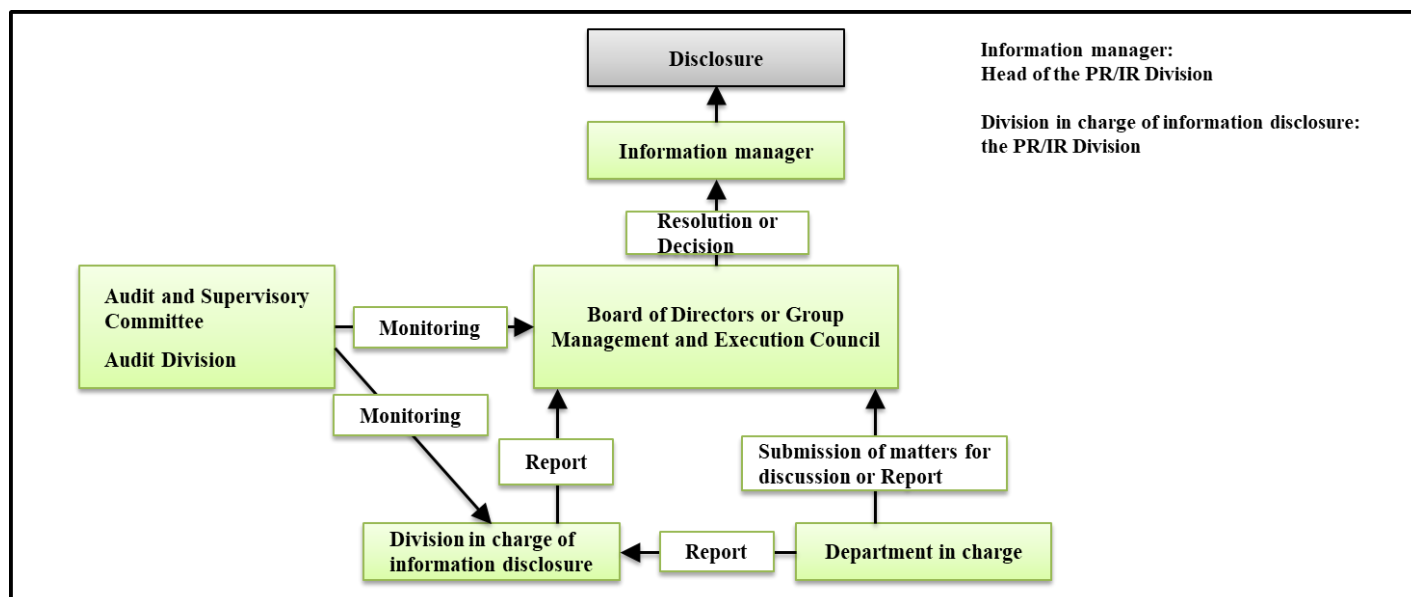 Disclosure
Information manager:
Head of the PR/IR Division
Division in charge of information disclosure:
the PR/IR Division
Information manager
Resolution or
Decision
Audit and Supervisory
Committee
Audit Division
Monitoring
Board of Directors or Group
Management and Execution Council
Monitoring
Report
Submission of matters for
discussion or Report
Division in charge of
information disclosure
Report
Department in charge